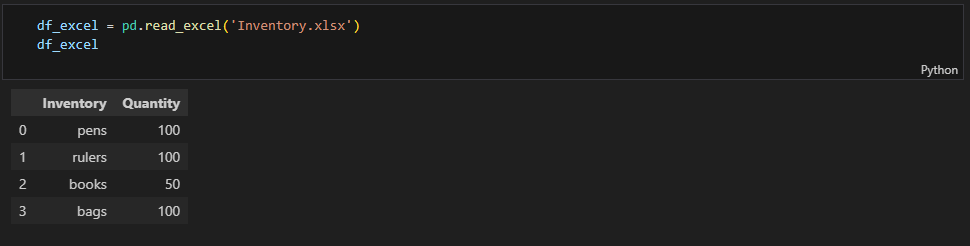 df_excel = pd.read_excel('Inventory.xlsx')
df_excel
Python
Inventory Quantity
0 pens 100
1 rulers 100
2 books 50
3 bags 100